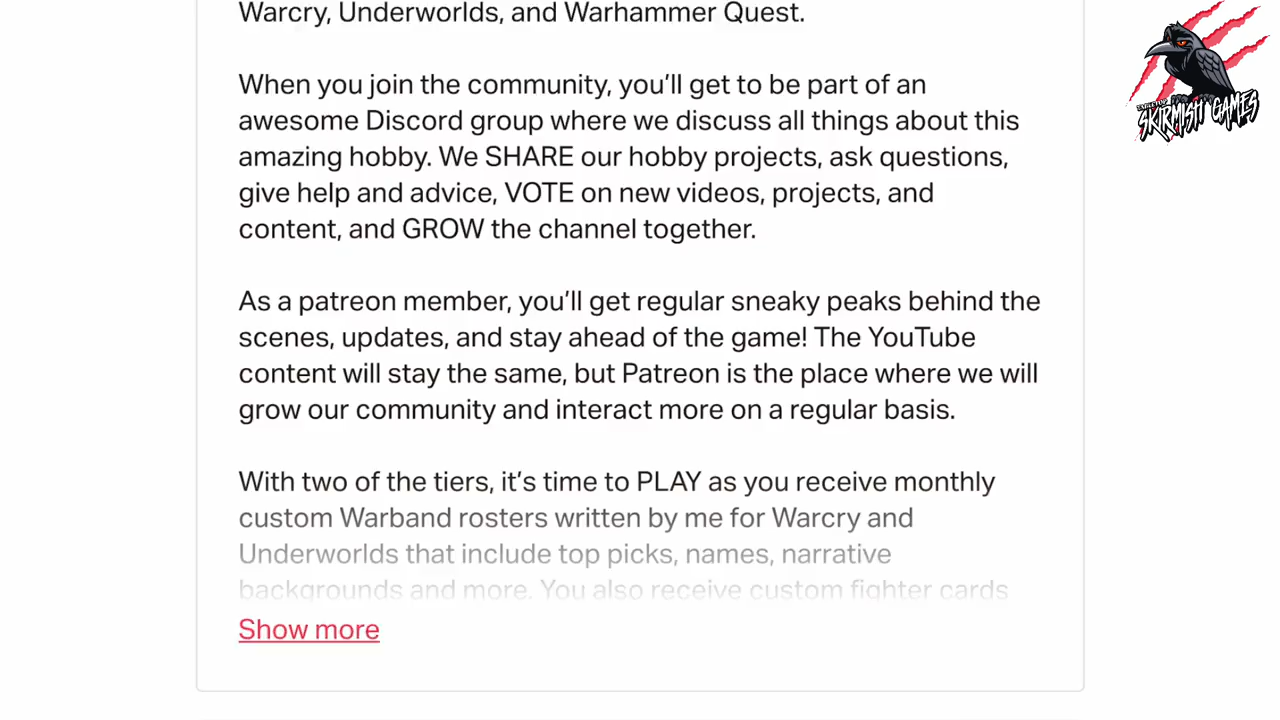 Warcry, Underworlds, and Warhammer Quest.
When you join the community, you’ll get to be part of an
awesome Discord group where we discuss all things about this
amazing hobby. We SHARE our hobby projects, ask questions,
give help and advice, VOTE on new videos, projects, and
content, and GROW the channel together.
As a patreon member, you’ll get regular sneaky peaks behind the
scenes, updates, and stay ahead of the game! The YouTube
content will stay the same, but Patreon is the place where we will
grow our community and interact more on a regular basis.
With two of the tiers, it’s time to PLAY as you receive monthly
custom Warband rosters written by me for Warcry and
Underworlds that include top picks, names, narrative
backgrounds and more. You also receive custom fighter cards
Show more
SKIRMISH GAMES